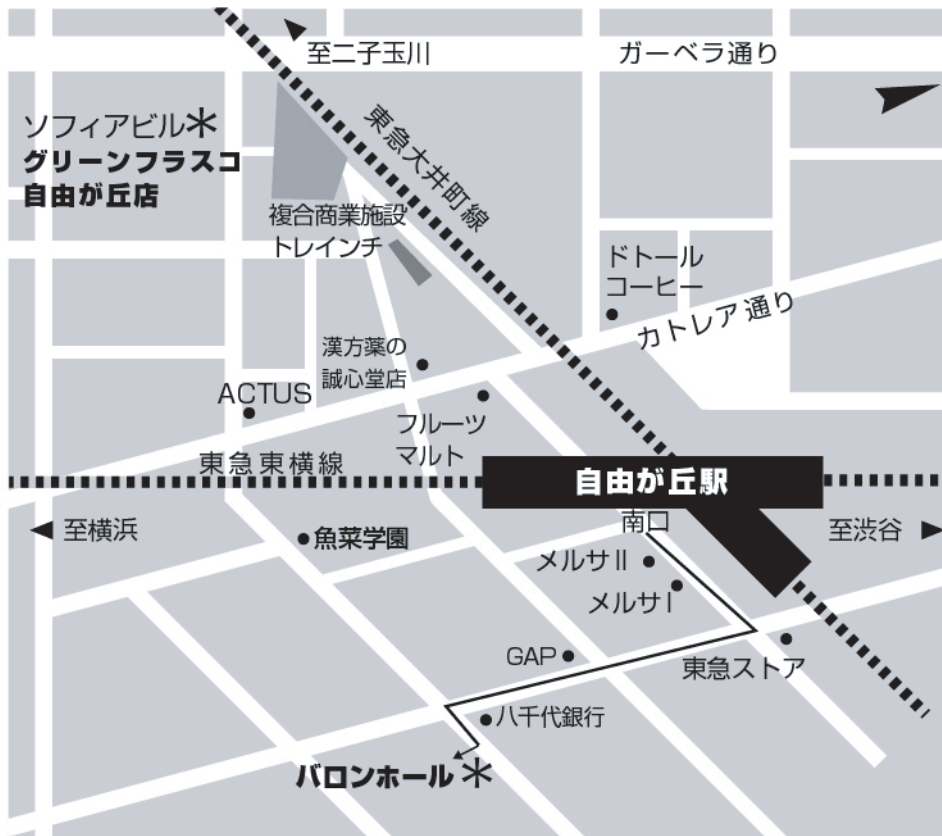 至二子玉川
ガーベラ通り
ソフィアビル＊
グリーンフラスコ
自由が丘店
東急大井町線
複合商業施設
トレインチ
ドトール
コーヒー
カトレア通り
漢方薬の
誠心堂店
ACTUS
フルーツ
マルト
東急東横線
自由が丘駅
至横浜
南口
至渋谷
魚菜学園
メルサⅡ
メルサⅠ
GAP
東急ストア
八千代銀行
バロンホール＊